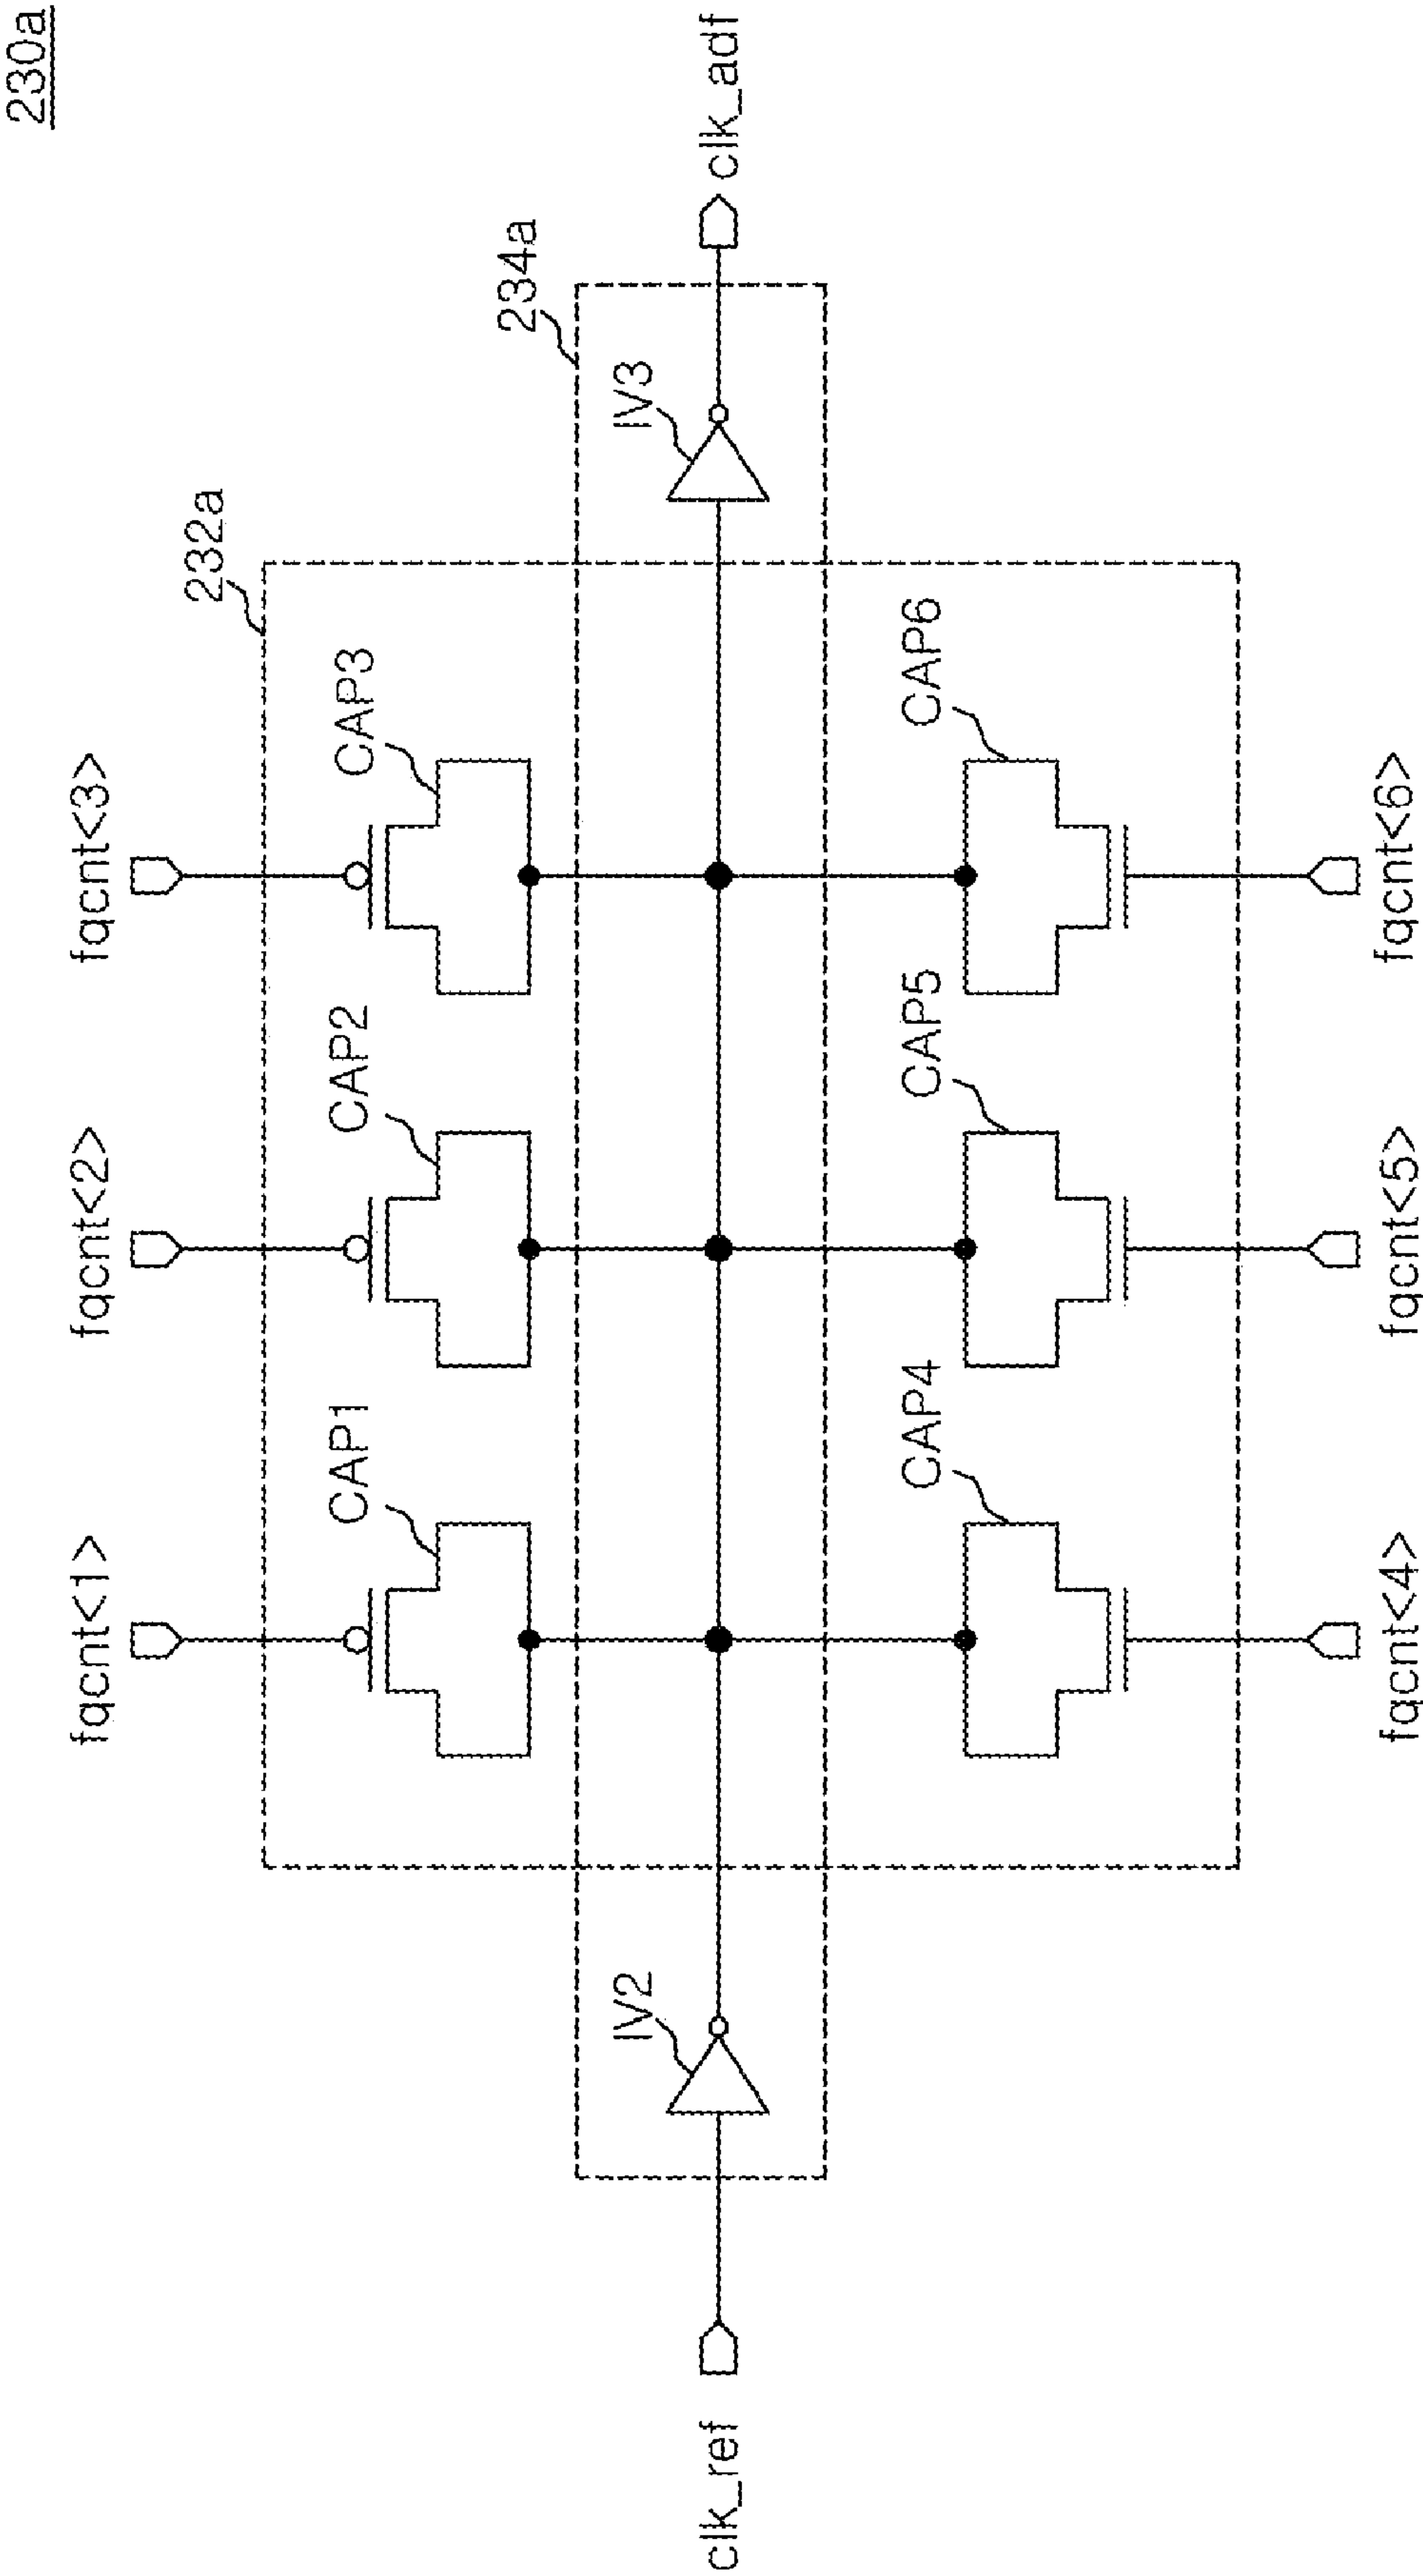 230a
fqcnt<1>
fqcnt<2>
fqcnt<3>
232a
CAP1
CAP2
CAP3
234a
clk_ref
IV2
IV3
clk_adf
CAP4
CAP5
CAP6
fqcnt<4>
fqcnt<5>
fqcnt<6>